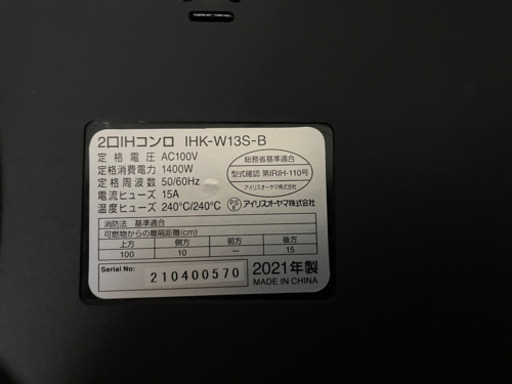 2口IHコンロ IHK-W13S-B
定格電圧 AC100V
定格消費電力 1400W
定格周波数 50/60Hz
電流ヒューズ 15A
温度ヒューズ 240℃/240℃
総務省基準適合
型式確認 第IRIH-110号
アイリスオーヤマ株式会社
アイリスオーヤマ株式会社
消防法 基準適合
可燃物からの離隔距離(cm)
上方 側方 前方 後方
100 10 — 15
Serial No: 210400570
2021年製
MADE IN CHINA